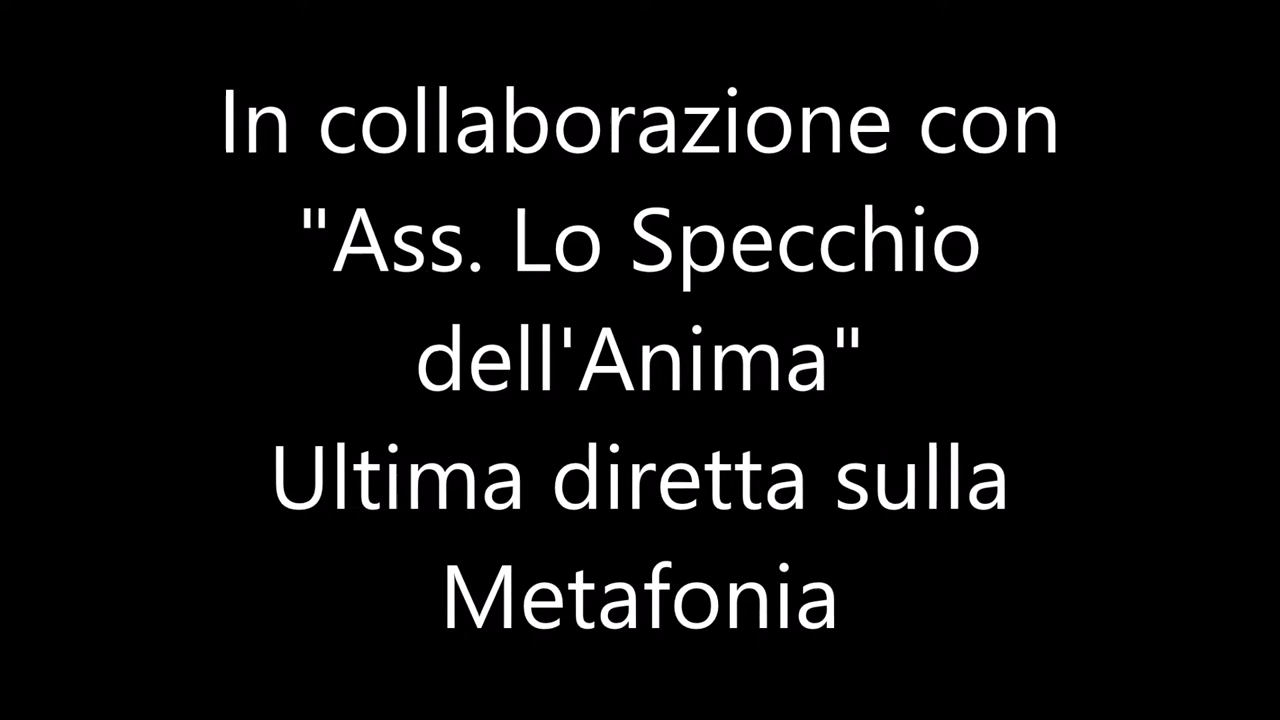 In collaborazione con
"Ass. Lo Specchio
dell'Anima"
Ultima diretta sulla
Metafonia